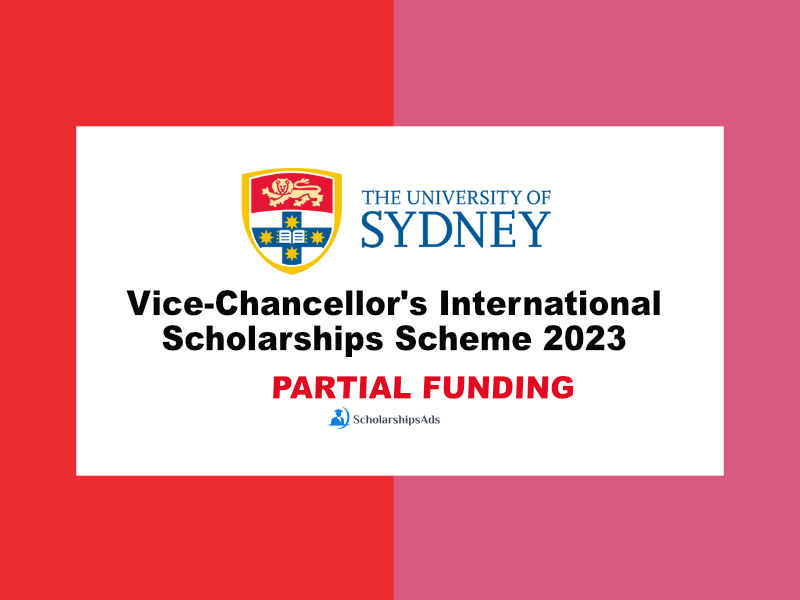 THE UNIVERSITY OF
SYDNEY
Vice-Chancellor's International
Scholarships Scheme 2023
PARTIAL FUNDING
ScholarshipsAds